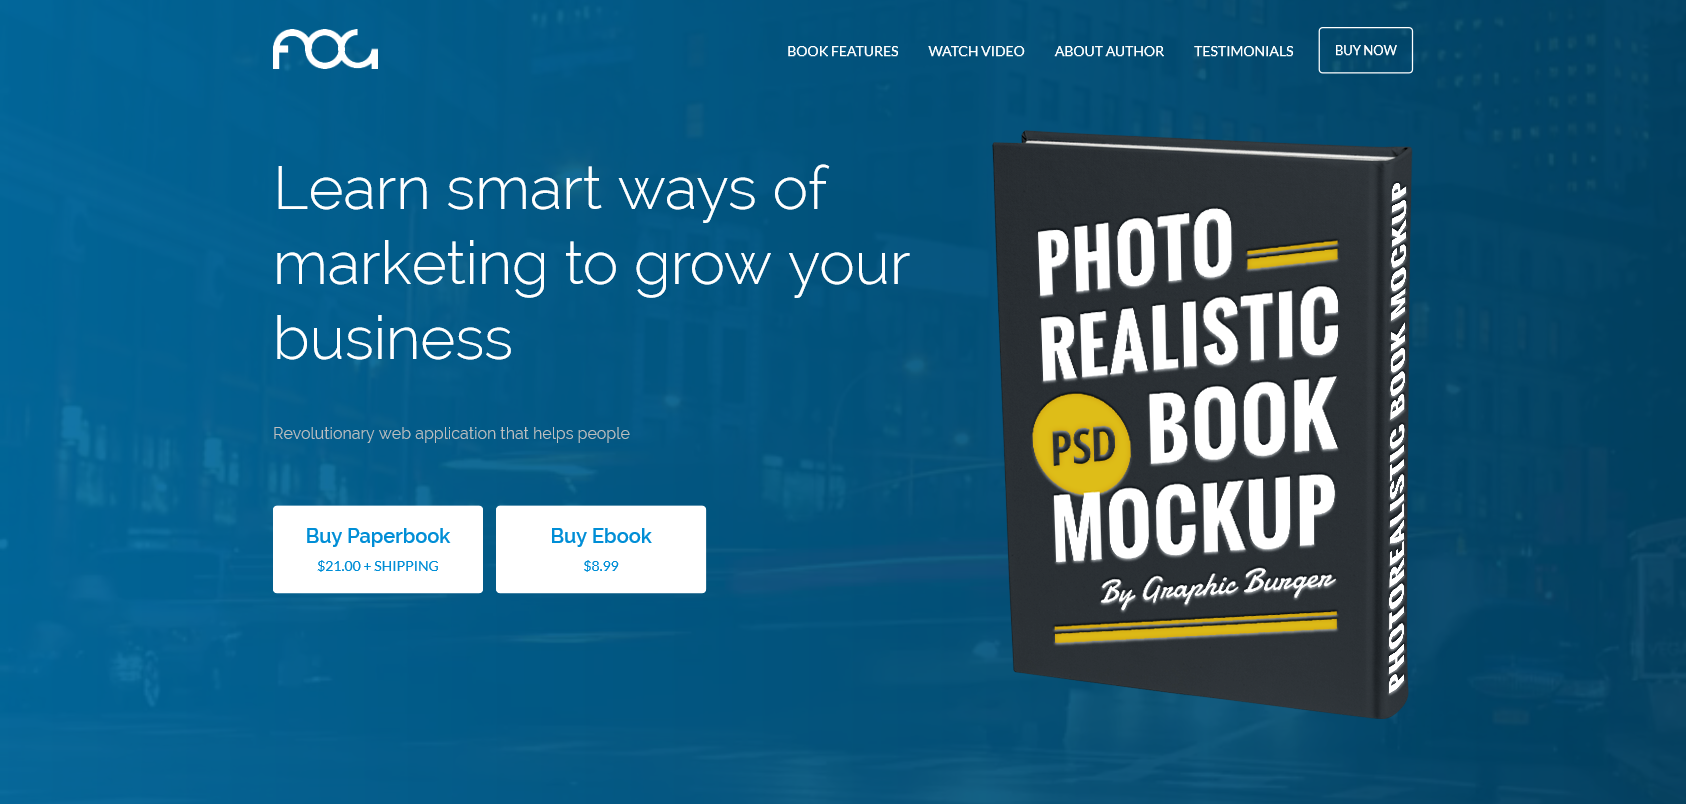 FOG
BOOK FEATURES
WATCH VIDEO
ABOUT AUTHOR
TESTIMONIALS
BUY NOW
Learn smart ways of
marketing to grow your
business
Revolutionary web application that helps people
Buy Paperbook
$21.00 + SHIPPING
Buy Ebook
$8.99
PHOTO
REALISTIC
PSD BOOK
MOCKUP
By Graphic Burger
PHOTOREALISTIC BOOK MOCKUP